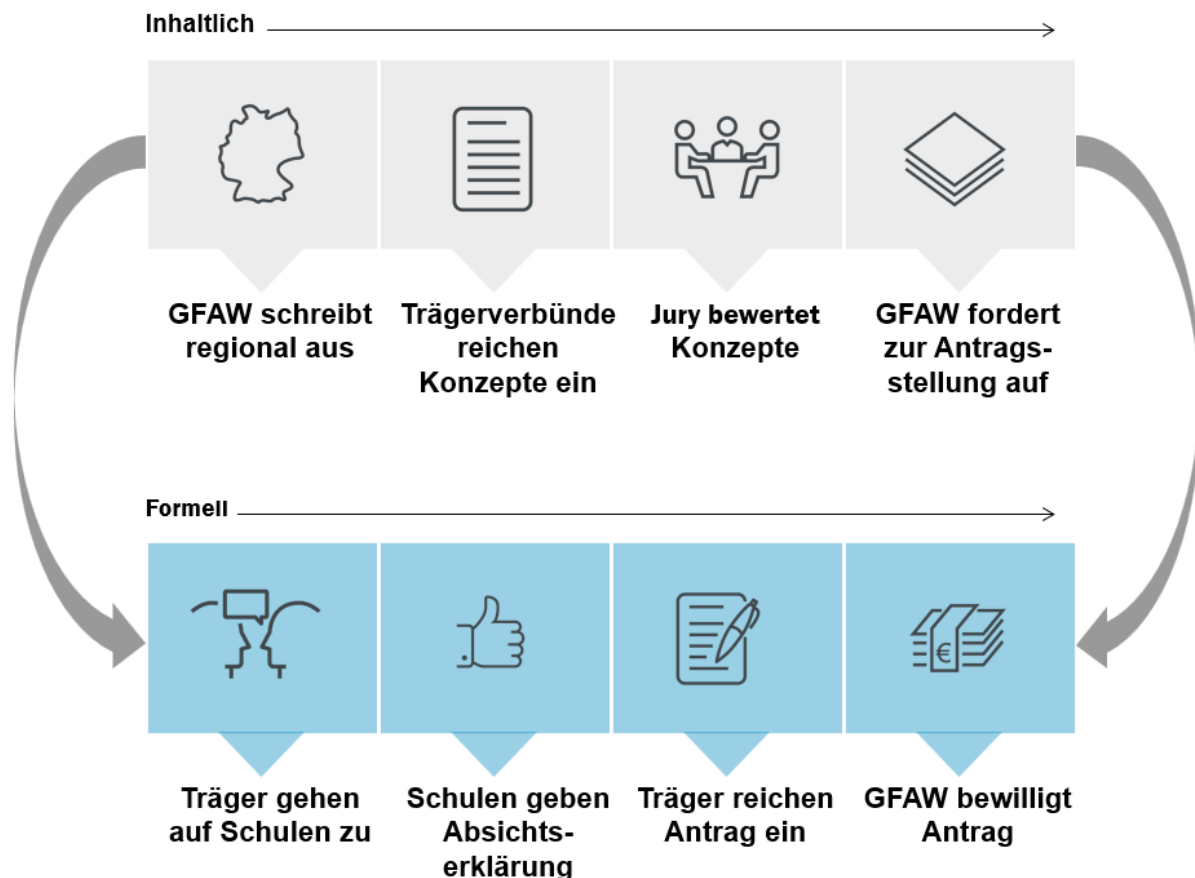 Inhaltlich
GFAW schreibt
regional aus
Trägerverbünde
reichen
Konzepte ein
Jury bewertet
Konzepte
GFAW fordert
zur Antrags-
stellung auf
Formell
€
Träger gehen
auf Schulen zu
Schulen geben
Absichts-
erklärung
Träger reichen
Antrag ein
GFAW bewilligt
Antrag